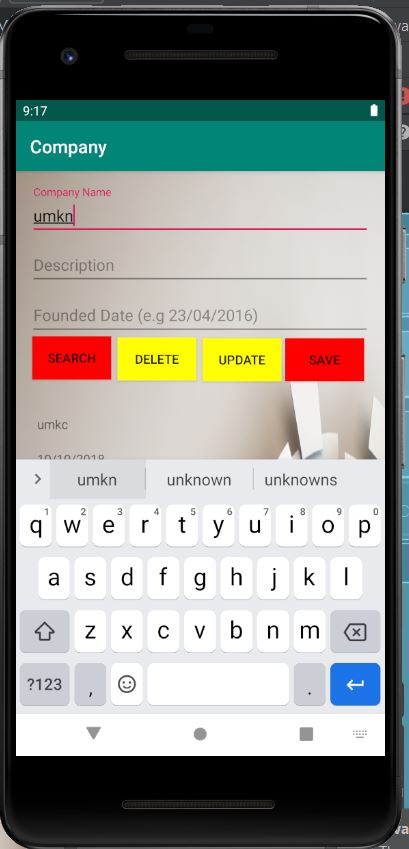 9:17
Company
Company Name
umkn
Description
Founded Date (e.g 23/04/2016)
SEARCH DELETE UPDATE SAVE
umkc
10/10/2018
umkn unknown unknowns
1 2 3 4 5 6 7 8 9 0
q w e r t y u i o p
a s d f g h j k l
z x c v b n m
?123 , .
va